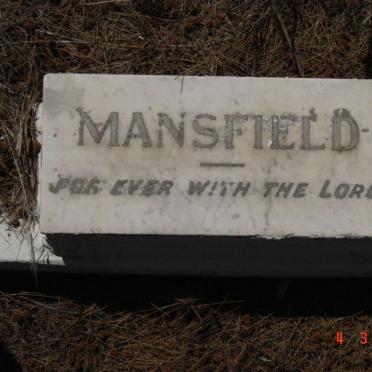 MANSFIELD
FOR EVER WITH THE LORD
4 3